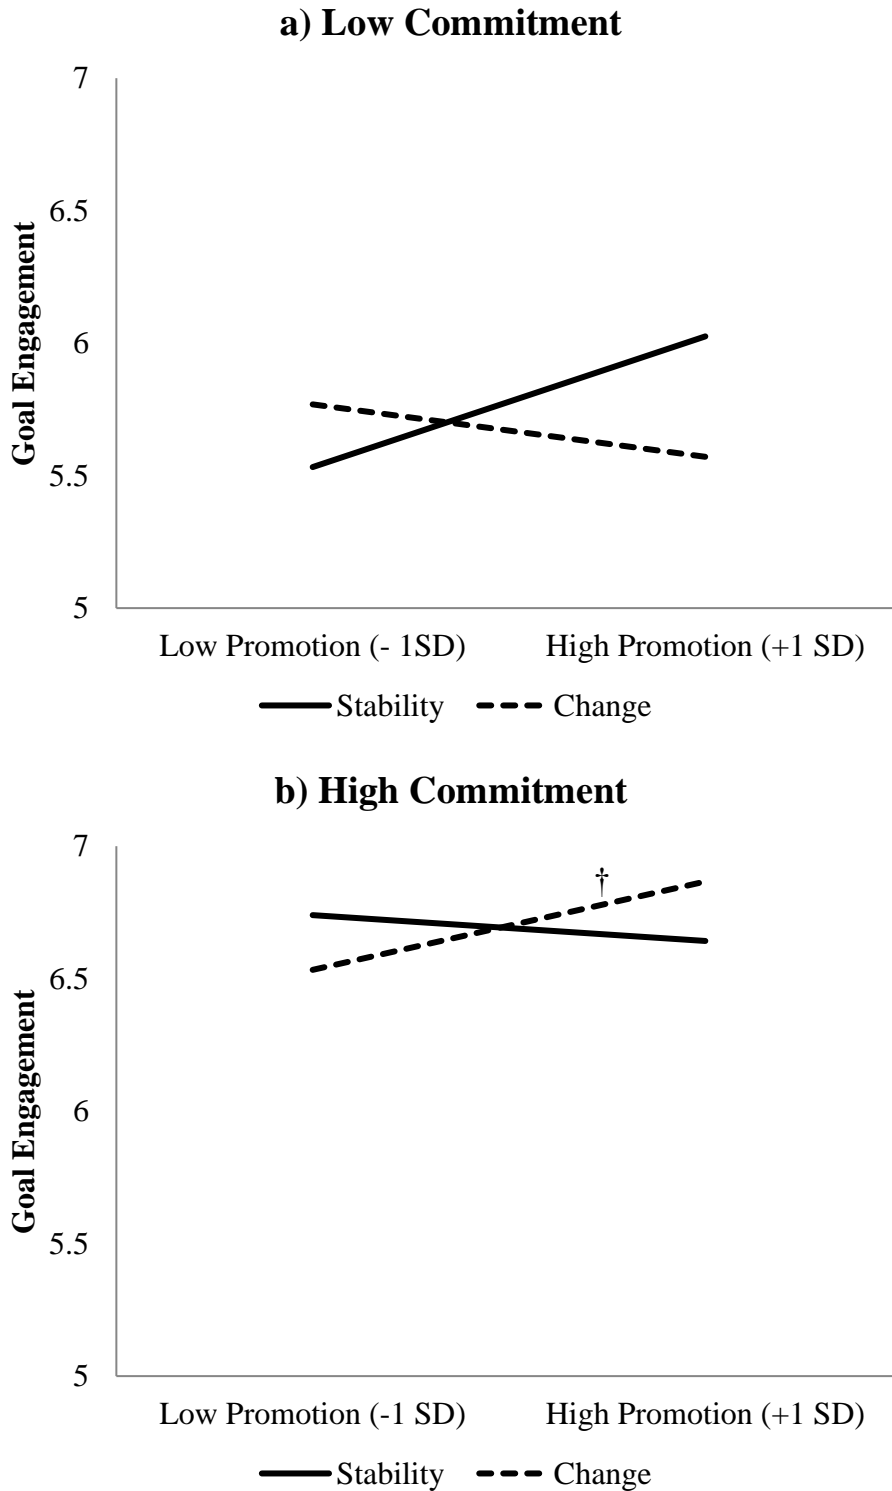 a) Low Commitment
7
6.5
6
5.5
5
Goal Engagement
Low Promotion (- 1SD) High Promotion (+1 SD)
Stability Change
b) High Commitment
7
†
6.5
6
5.5
5
Goal Engagement
Low Promotion (-1 SD) High Promotion (+1 SD)
Stability Change